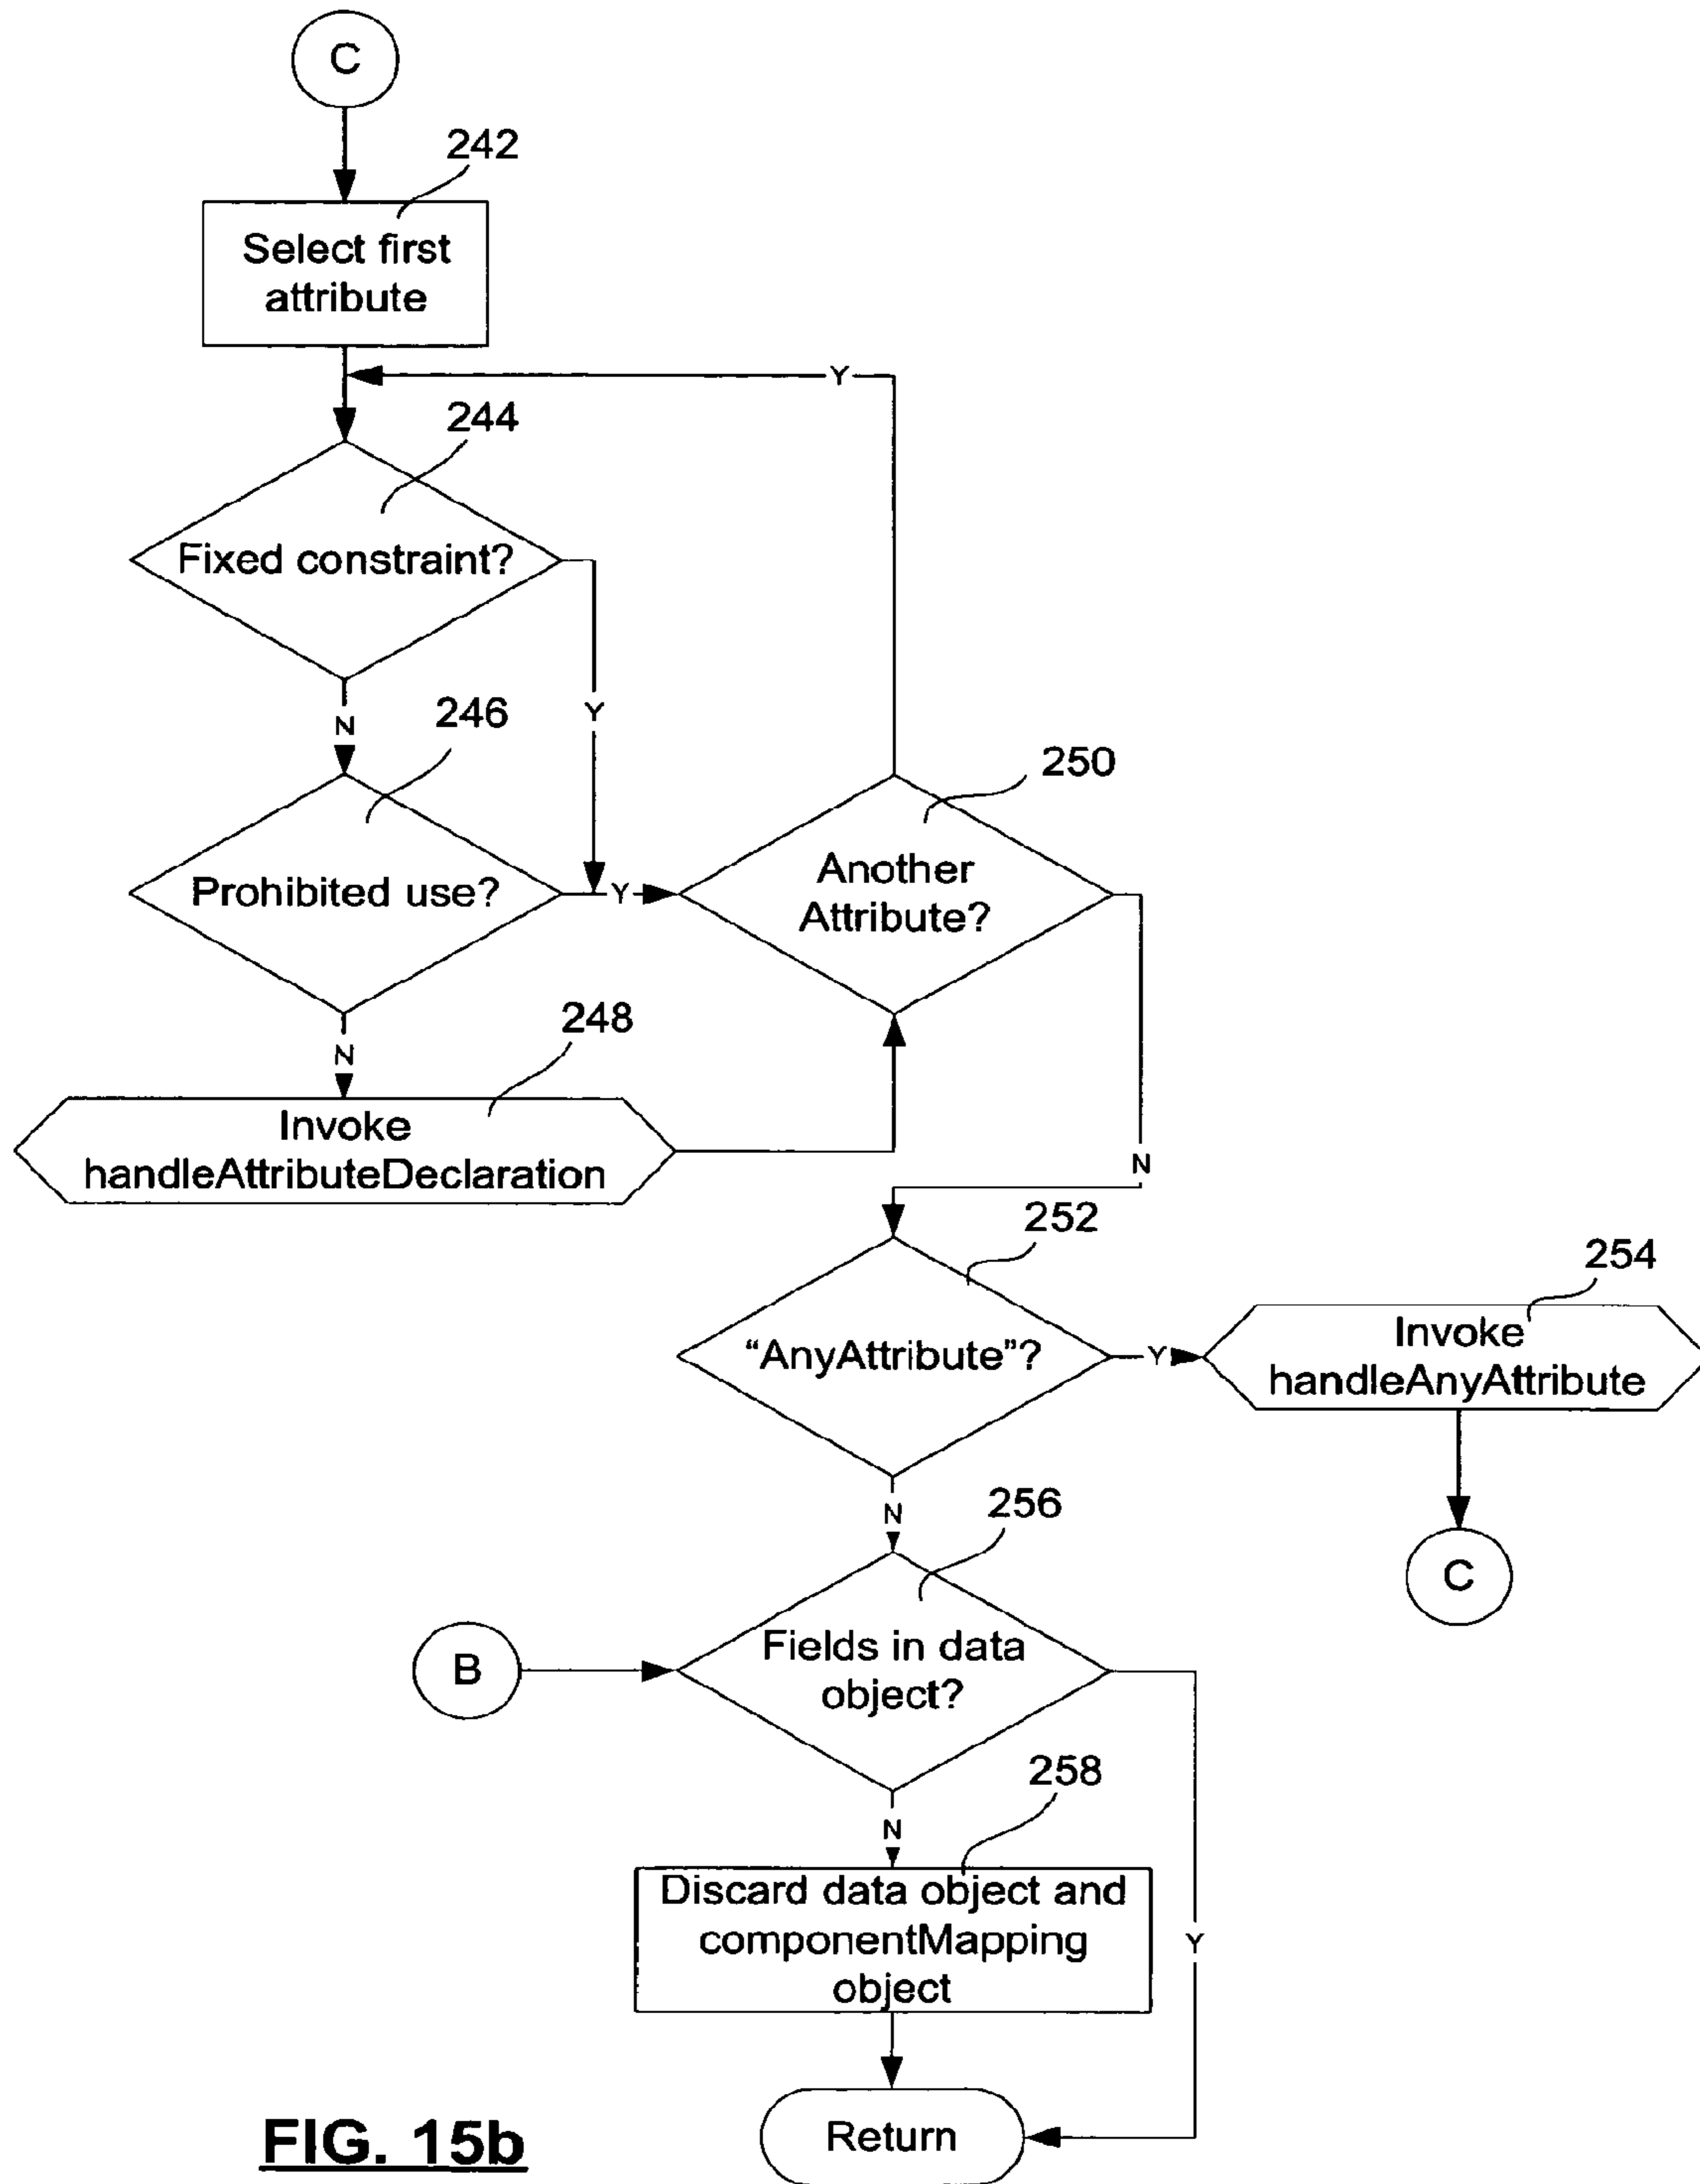 C
242
Select first
attribute
Y
244
Fixed constraint?
N
Y
246
250
Prohibited use?
Y
Another
Attribute?
N
248
Invoke
handleAttributeDeclaration
N
252
254
“AnyAttribute”?
Y
Invoke
handleAnyAttribute
N
256
C
B
Fields in data
object?
258
N
Y
Discard data object and
componentMapping
object
Return
FIG. 15b